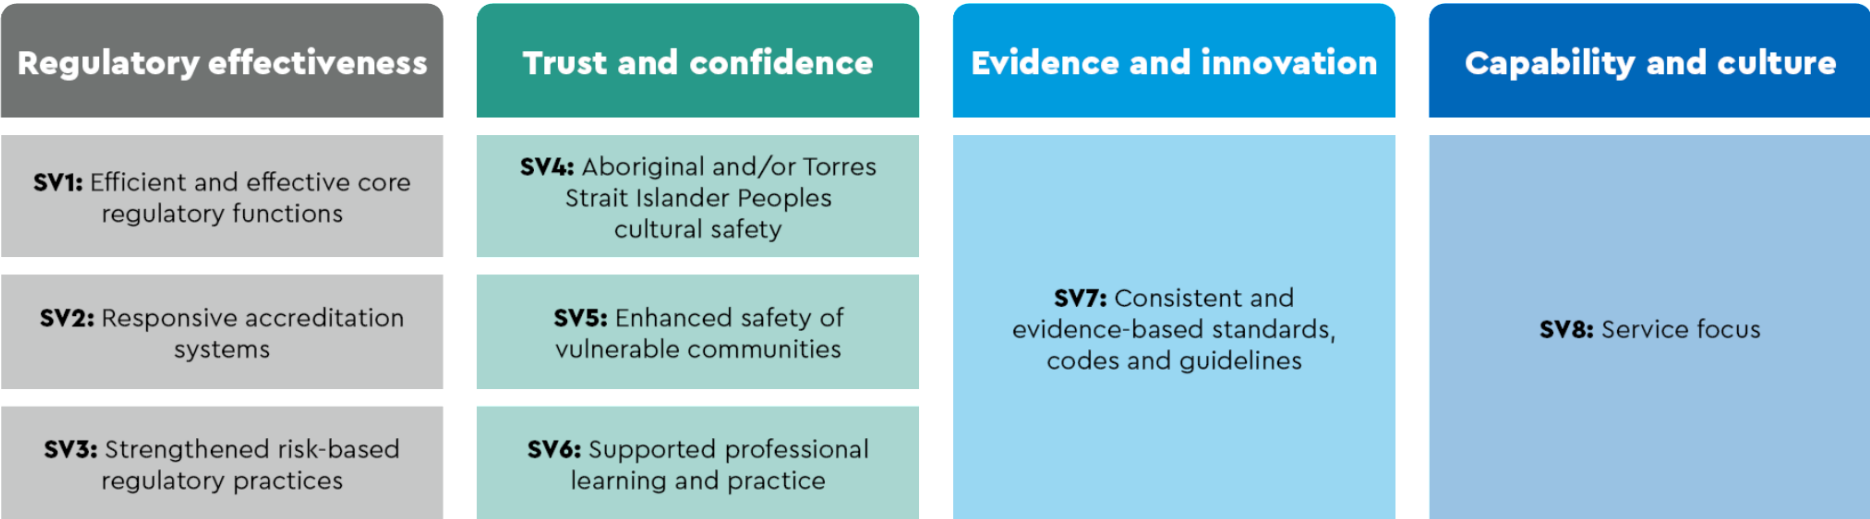 Regulatory effectiveness
SV1: Efficient and effective core
regulatory functions
SV2: Responsive accreditation
systems
SV3: Strengthened risk-based
regulatory practices
Trust and confidence
SV4: Aboriginal and/or Torres
Strait Islander Peoples
cultural safety
SV5: Enhanced safety of
vulnerable communities
SV6: Supported professional
learning and practice
Evidence and innovation
SV7: Consistent and
evidence-based standards,
codes and guidelines
Capability and culture
SV8: Service focus